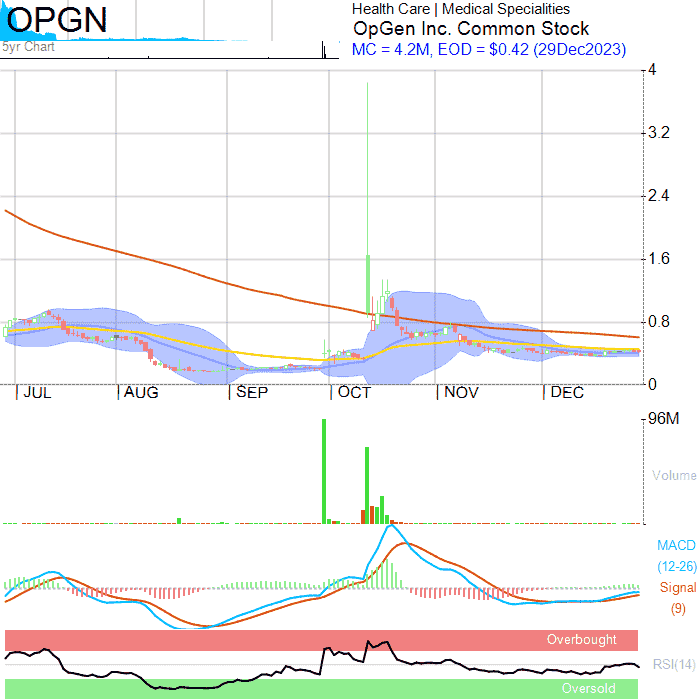 OPGN
5yr Chart
Health Care | Medical Specialities
OpGen Inc. Common Stock
MC = 4.2M, EOD = $0.42 (29Dec2023)
4
3.2
2.4
1.6
0.8
0
JUL AUG SEP OCT NOV DEC
96M
Volume
MACD
(12-26)
Signal
(9)
Overbought
RSI(14)
Oversold